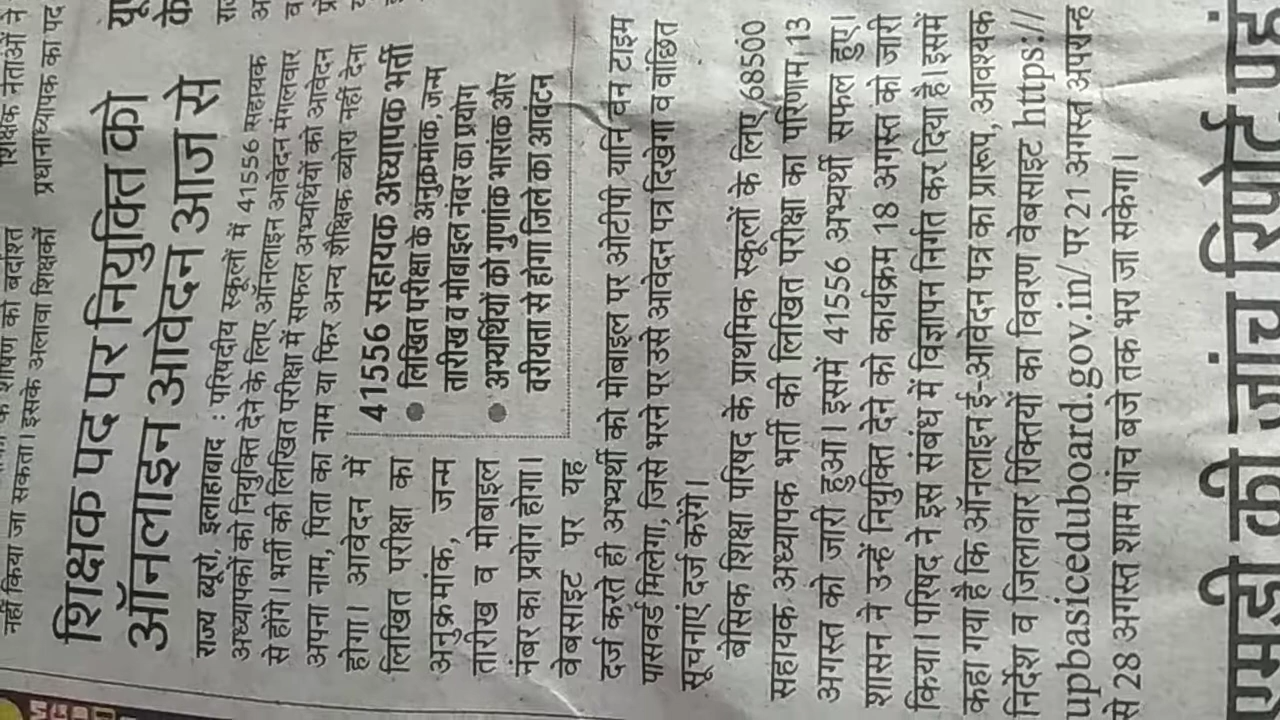 नहीं किया जा सकता। इसके अलावा शिक्षकों
के शोषण को बर्दाश्त
शिक्षक नेताओं ने
प्रधानाध्यापक का पद
शिक्षक पद पर नियुक्ति को
ऑनलाइन आवेदन आज से
राज्य ब्यूरो, इलाहाबाद : परिषदीय स्कूलों में 41556 सहायक
अध्यापकों को नियुक्ति देने के लिए ऑनलाइन आवेदन मंगलवार
से होंगे। भर्ती की लिखित परीक्षा में सफल अभ्यर्थियों को आवेदन
अपना नाम, पिता का नाम या फिर अन्य शैक्षिक ब्योरा नहीं देना
होगा। आवेदन में
लिखित परीक्षा का
अनुक्रमांक, जन्म
तारीख व मोबाइल
नंबर का प्रयोग होगा।
वेबसाइट पर यह
41556 सहायक अध्यापक भर्ती
● लिखित परीक्षा के अनुक्रमांक, जन्म
तारीख व मोबाइल नंबर का प्रयोग
● अभ्यर्थियों को गुणांक भारांक और
वरीयता से होगा जिले का आवंटन
दर्ज करते ही अभ्यर्थी को मोबाइल पर ओटीपी यानि वन टाइम
पासवर्ड मिलेगा, जिसे भरने पर उसे आवेदन पत्र दिखेगा व वांछित
सूचनाएं दर्ज करेंगे।
बेसिक शिक्षा परिषद के प्राथमिक स्कूलों के लिए 68500
सहायक अध्यापक भर्ती की लिखित परीक्षा का परिणाम 13
अगस्त को जारी हुआ। इसमें 41556 अभ्यर्थी सफल हुए।
शासन ने उन्हें नियुक्ति देने को कार्यक्रम 18 अगस्त को जारी
किया। परिषद ने इस संबंध में विज्ञापन निर्गत कर दिया है। इसमें
कहा गया है कि ऑनलाइन ई-आवेदन पत्र का प्रारूप, आवश्यक
निर्देश व जिलावार रिक्तियों का विवरण वेबसाइट https://
upbasiceduboard.gov.in/ पर 21 अगस्त अपरान्ह
से 28 अगस्त शाम पांच बजे तक भरा जा सकेगा।
एमडी की जांच रिपोर्ट